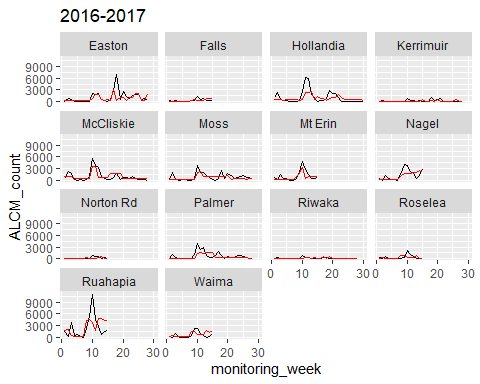 2016-2017
Easton Falls Hollandia Kerrimuir
9000
6000
3000
0
McCliskie Moss Mt Erin Nagel
9000
6000
3000
0
Norton Rd Palmer Riwaka Roselea
9000
6000
3000
0
0 10 20 30 0 10 20 30
Ruahapia Waima
9000
6000
3000
0
0 10 20 30 0 10 20 30
monitoring_week
ALCM_count